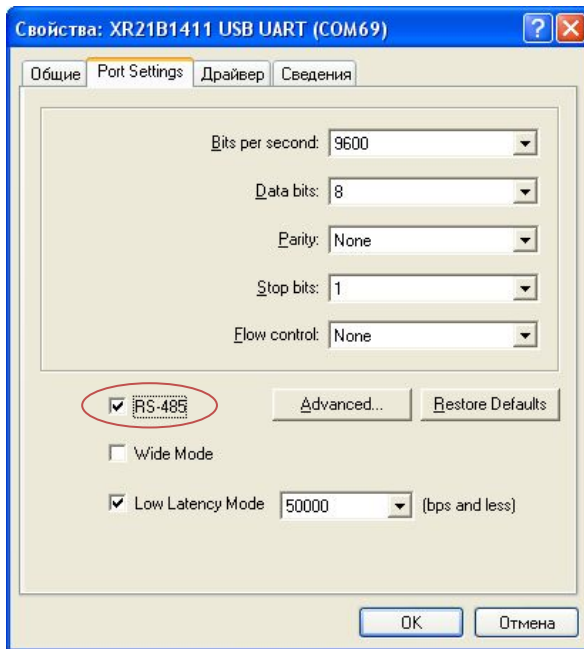 Свойства: XR21B1411 USB UART (COM69)
Общие Port Settings Драйвер Сведения
Bits per second: 9600
Data bits: 8
Parity: None
Stop bits: 1
Flow control: None
RS-485 Advanced... Restore Defaults
Wide Mode
Low Latency Mode 50000 (bps and less)
OK Отмена